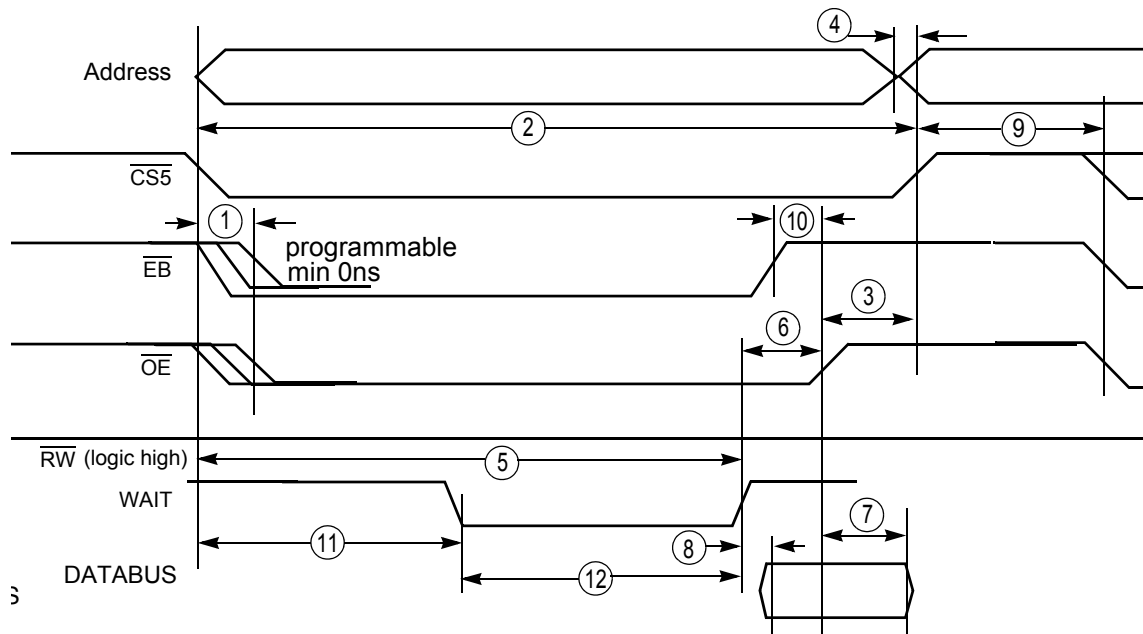 4
Address
2
9
CS5
1
10
programmable
min 0ns
EB
3
6
OE
RW (logic high)
5
WAIT
7
11
8
DATABUS
12
s